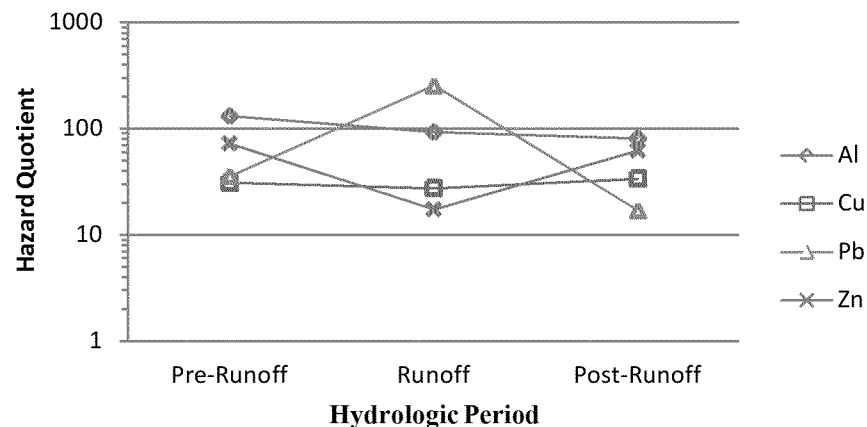 1000
100
10
1
Hazard Quotient
Pre-Runoff
Runoff
Post-Runoff
Hydrologic Period
Al
Cu
Pb
Zn